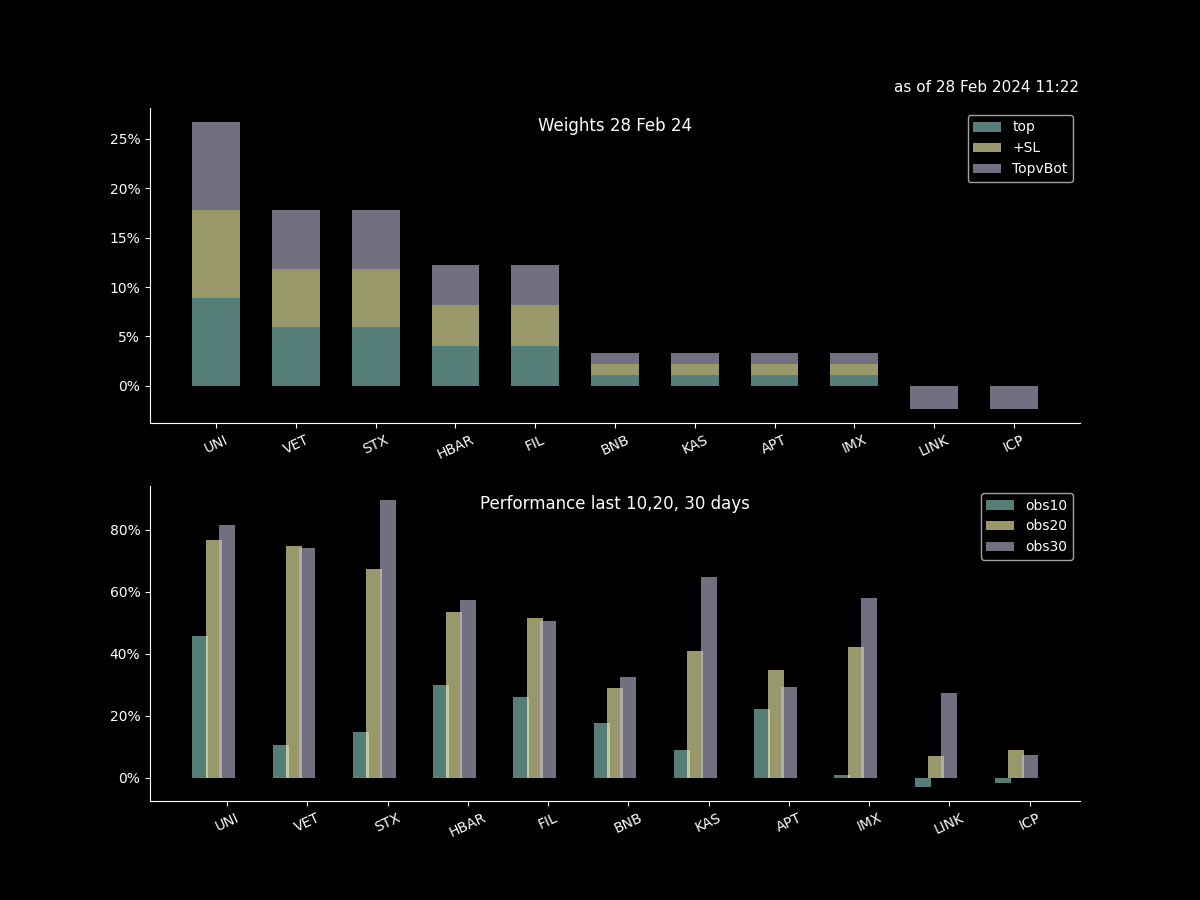 as of 28 Feb 2024 11:22
Weights 28 Feb 24
top
+SL
TopvBot
25%
20%
15%
10%
5%
0%
UNI VET STX HBAR FIL BNB KAS APT IMX LINK ICP
Performance last 10,20, 30 days
obs10
obs20
obs30
80%
60%
40%
20%
0%
UNI VET STX HBAR FIL BNB KAS APT IMX LINK ICP